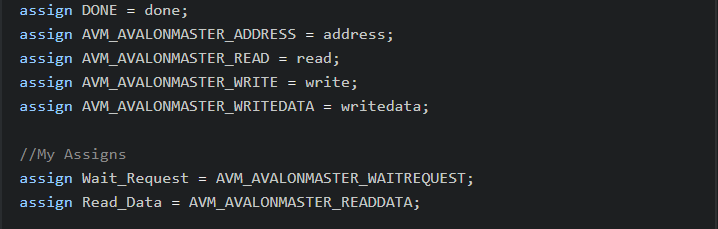 assign DONE = done;
assign AVM_AVALONMASTER_ADDRESS = address;
assign AVM_AVALONMASTER_READ = read;
assign AVM_AVALONMASTER_WRITE = write;
assign AVM_AVALONMASTER_WRITEDATA = writedata;
//My Assigns
assign Wait_Request = AVM_AVALONMASTER_WAITREQUEST;
assign Read_Data = AVM_AVALONMASTER_READDATA;